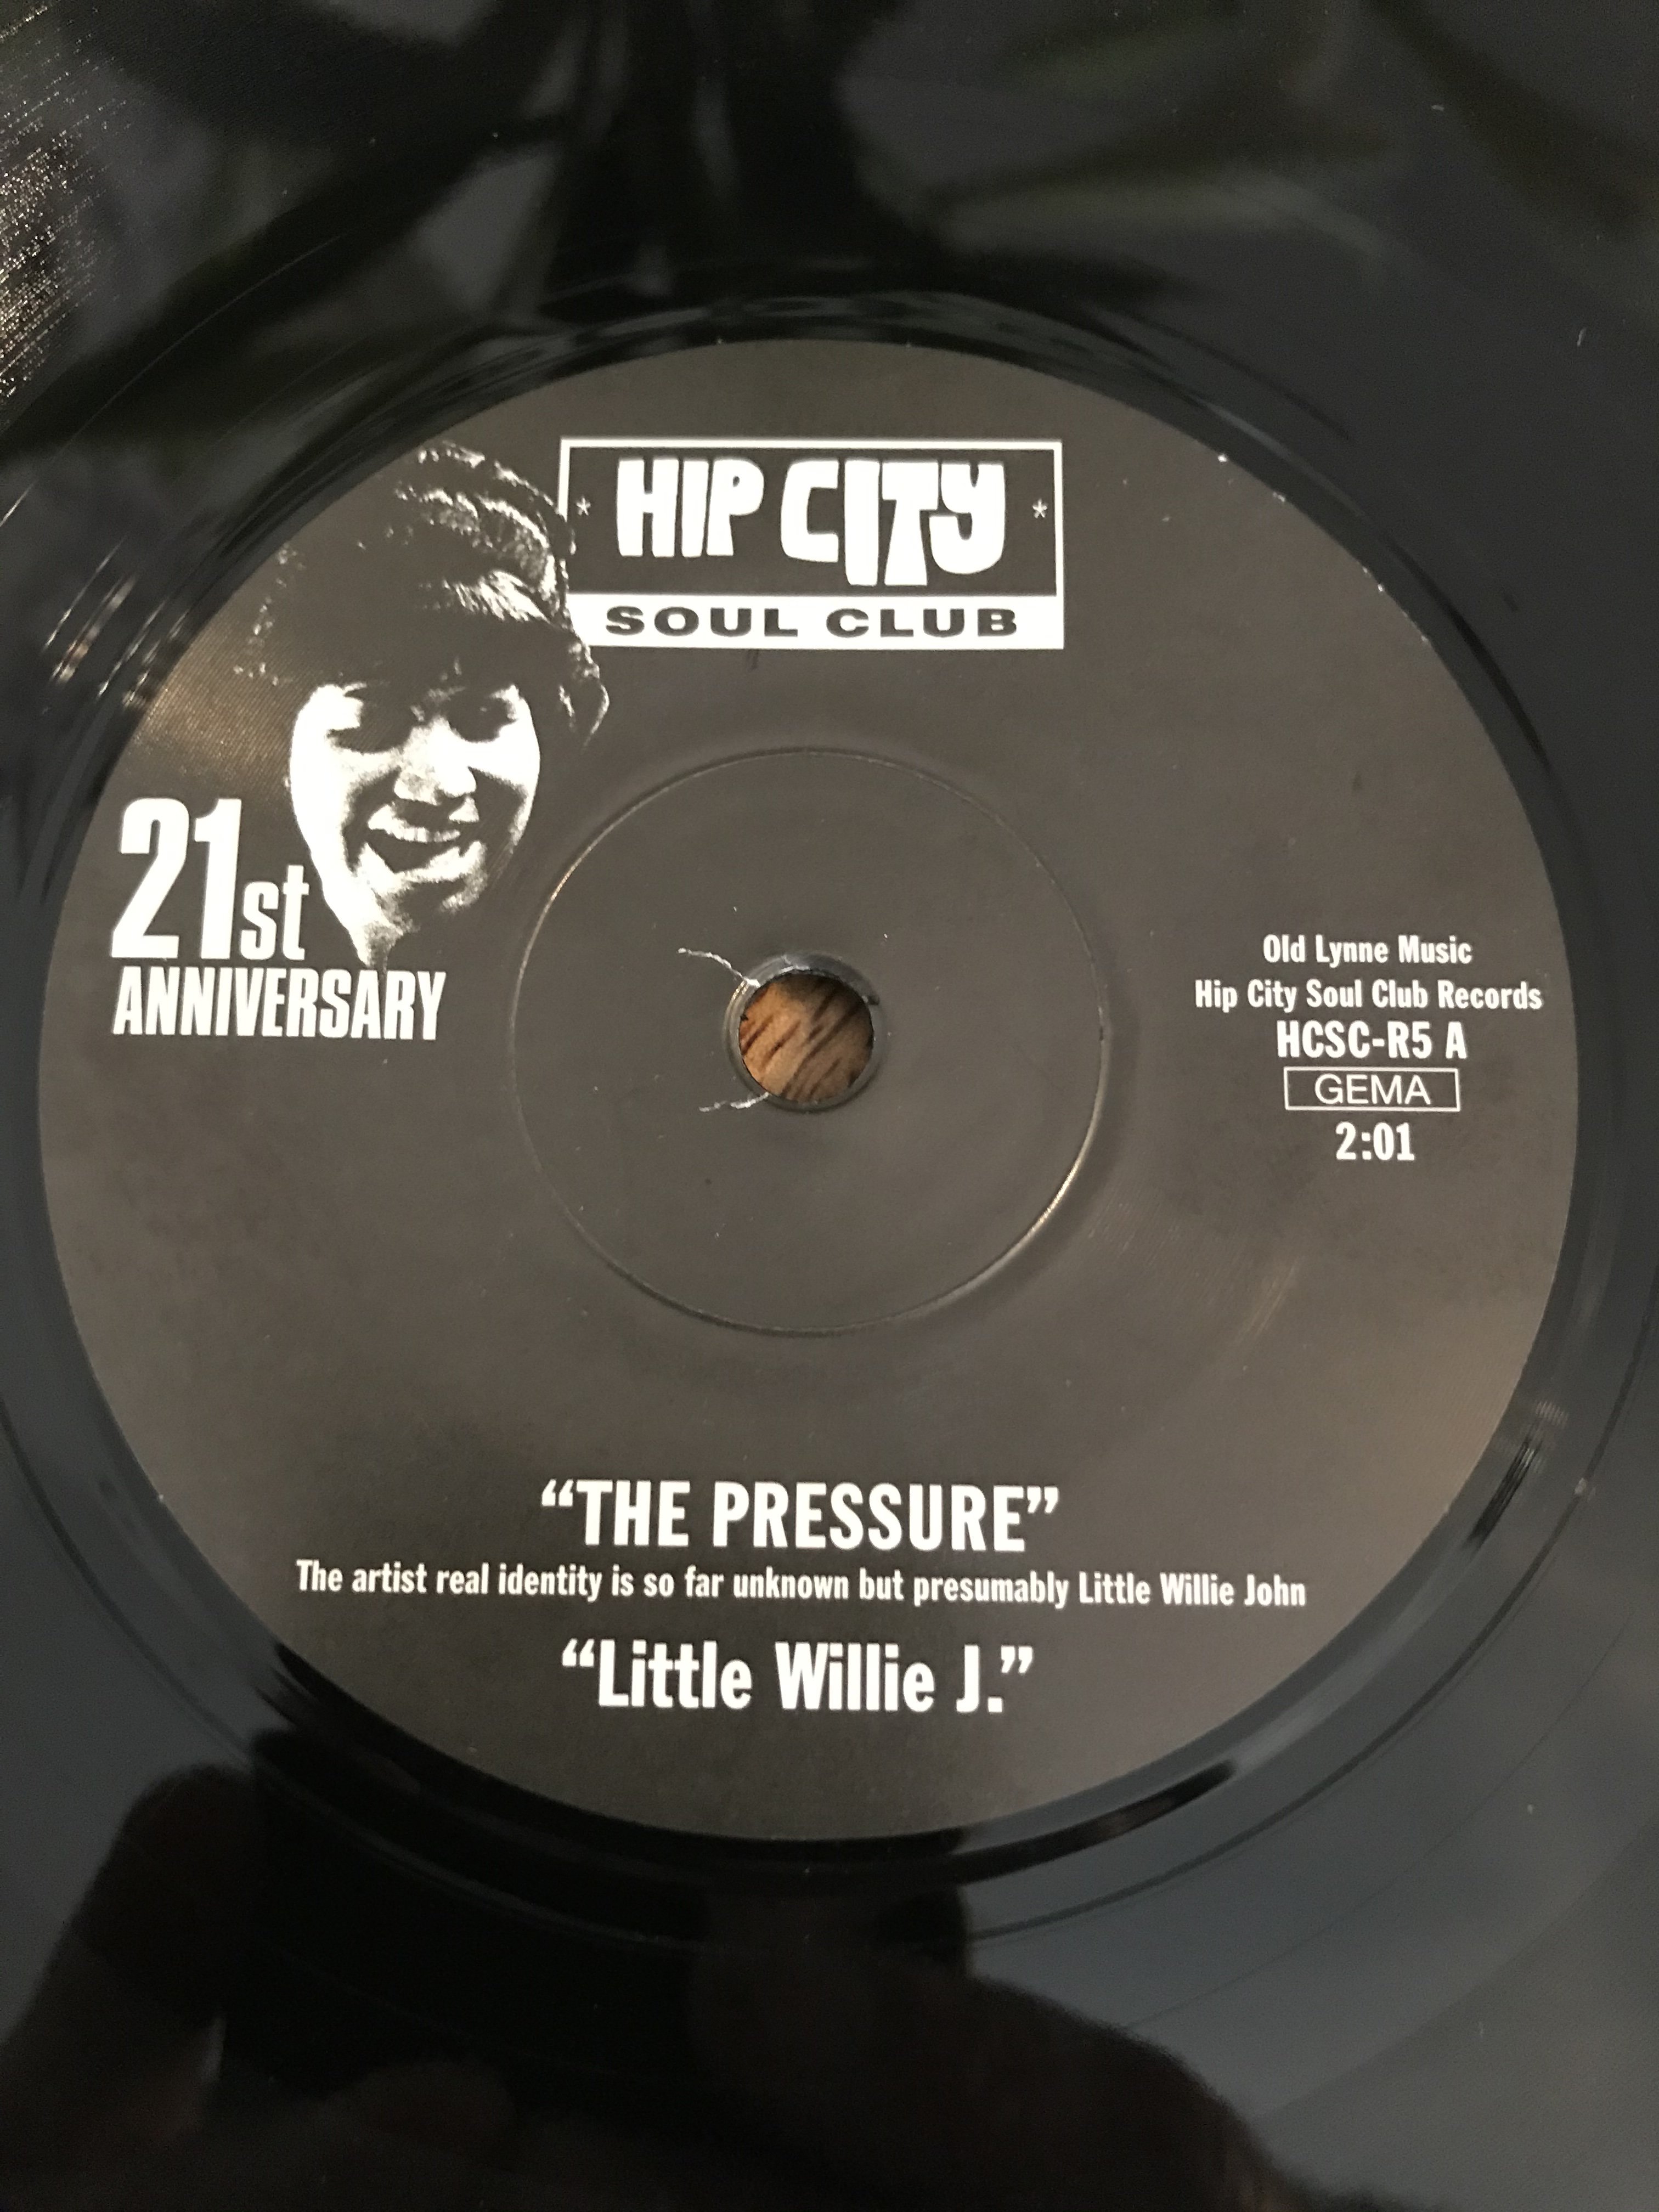 * HIP CITY *
SOUL CLUB
21st
ANNIVERSARY
Old Lynne Music
Hip City Soul Club Records
HCSC-R5 A
GEMA
2:01
“THE PRESSURE”
The artist real identity is so far unknown but presumably Little Willie John
“Little Willie J.”